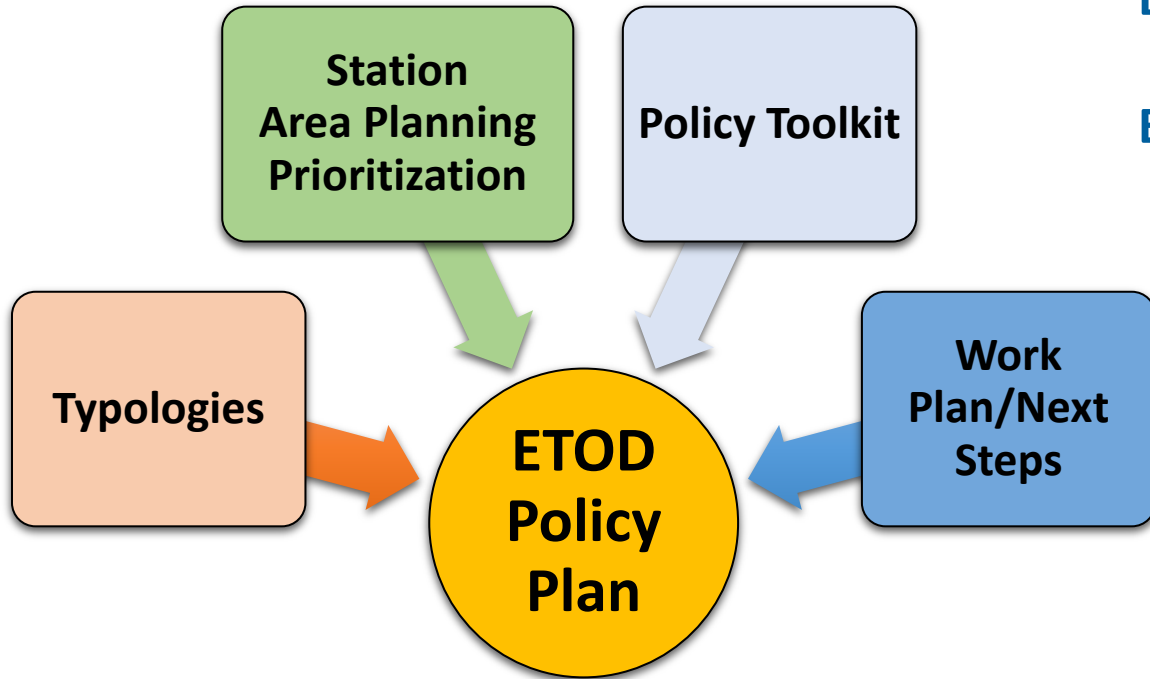 Station
Area Planning
Prioritization
Policy Toolkit
Typologies
Work
Plan/Next
Steps
ETOD
Policy
Plan